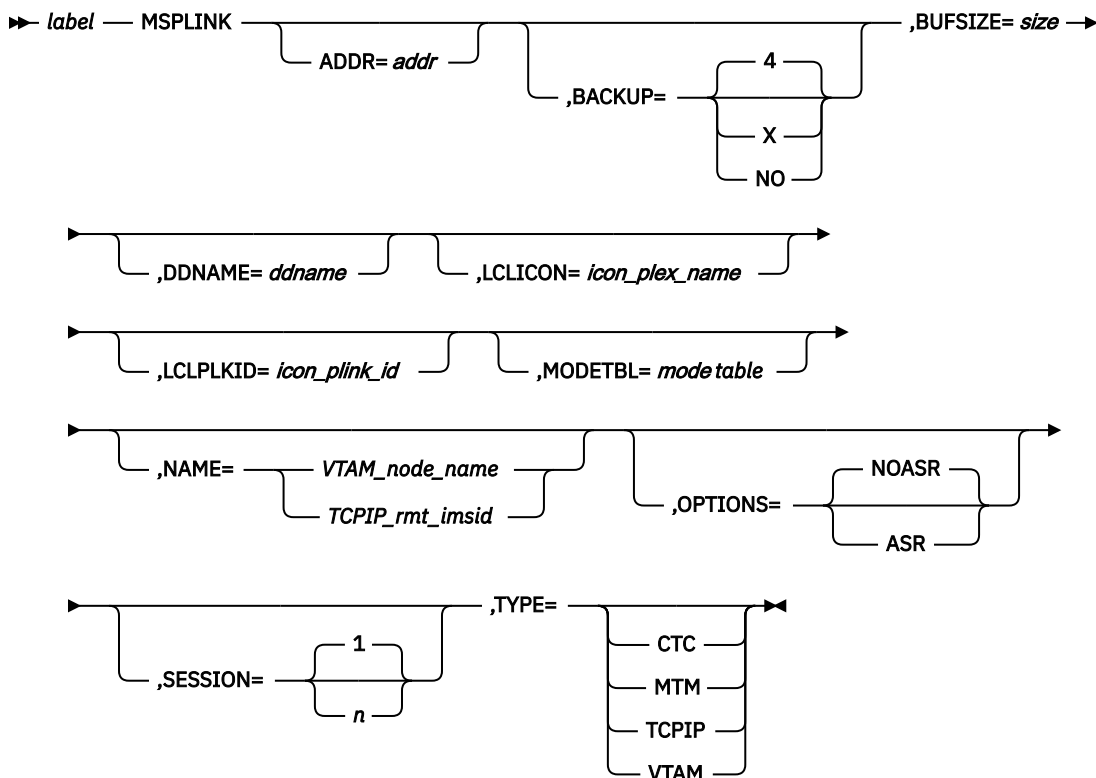 label MSPLINK ADDR= addr ,BACKUP= 4 X NO ,BUFSIZE= size
,DDNAME= ddname ,LCLICON= icon_plex_name
,LCLPLKID= icon_plink_id ,MODETBL= mode table
,NAME= VTAM_node_name TCPIP_rmt_imsid ,OPTIONS= NOASR ASR
,SESSION= 1 n ,TYPE= CTC MTM TCPIP VTAM